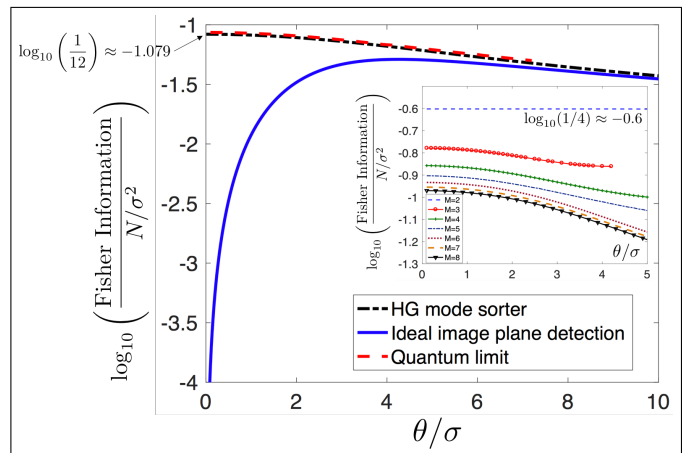 log₁₀(1/12) ≈ −1.079
log₁₀(Fisher Information / N/σ²)
-1
-1.5
-2
-2.5
-3
-3.5
-4
0 2 4 6 8 10
θ/σ
log₁₀(Fisher Information / N/σ²)
-0.6
-0.7
-0.8
-0.9
-1
-1.1
-1.2
-1.3
log₁₀(1/4) ≈ −0.6
M=2
M=3
M=4
M=5
M=6
M=7
M=8
θ/σ
0 1 2 3 4 5
HG mode sorter
Ideal image plane detection
Quantum limit